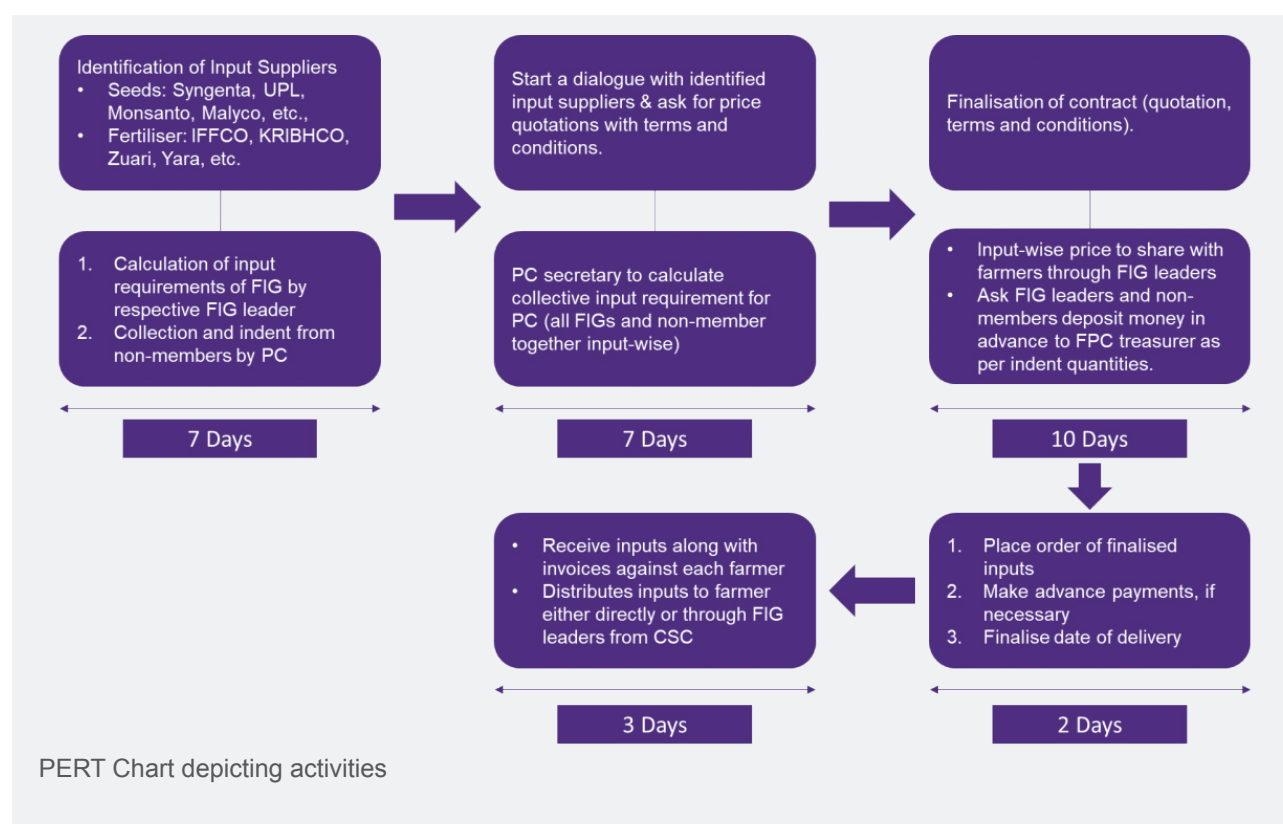 Identification of Input Suppliers
• Seeds: Syngenta, UPL,
Monsanto, Malyco, etc.,
• Fertiliser: IFFCO, KRIBHCO,
Zuari, Yara, etc.
1. Calculation of input
requirements of FIG by
respective FIG leader
2. Collection and indent from
non-members by PC
7 Days
Start a dialogue with identified
input suppliers & ask for price
quotations with terms and
conditions.
PC secretary to calculate
collective input requirement for
PC (all FIGs and non-member
together input-wise)
7 Days
Finalisation of contract (quotation,
terms and conditions).
• Input-wise price to share with
farmers through FIG leaders
• Ask FIG leaders and non-
members deposit money in
advance to FPC treasurer as
per indent quantities.
10 Days
1. Place order of finalised
inputs
2. Make advance payments, if
necessary
3. Finalise date of delivery
2 Days
• Receive inputs along with
invoices against each farmer
• Distributes inputs to farmer
either directly or through FIG
leaders from CSC
3 Days
PERT Chart depicting activities